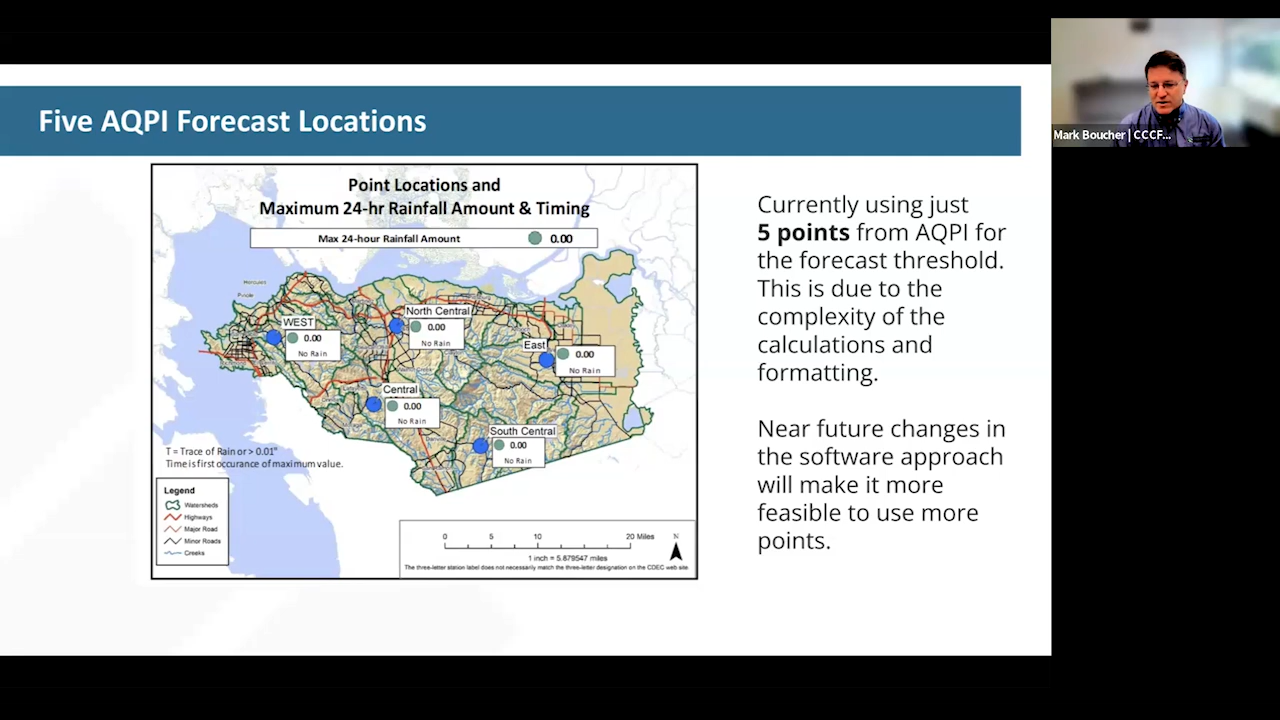 Five AQPI Forecast Locations
Mark Boucher | CCCF...
Point Locations and
Maximum 24-hr Rainfall Amount & Timing
Max 24-hour Rainfall Amount 0.00
Hercules
Pinole
WEST
0.00
No Rain
North Central
0.00
No Rain
East
0.00
No Rain
Central
0.00
No Rain
South Central
0.00
No Rain
Danville
T = Trace of Rain or > 0.01"
Time is first occurance of maximum value.
Legend
Watersheds
Highways
Major Road
Minor Roads
Creeks
0 5 10 20 Miles
N
1 inch = 5.879547 miles
The three-letter station label does not necessarily match the three-letter designation on the CDEC web site.
Currently using just
5 points from AQPI for
the forecast threshold.
This is due to the
complexity of the
calculations and
formatting.
Near future changes in
the software approach
will make it more
feasible to use more
points.